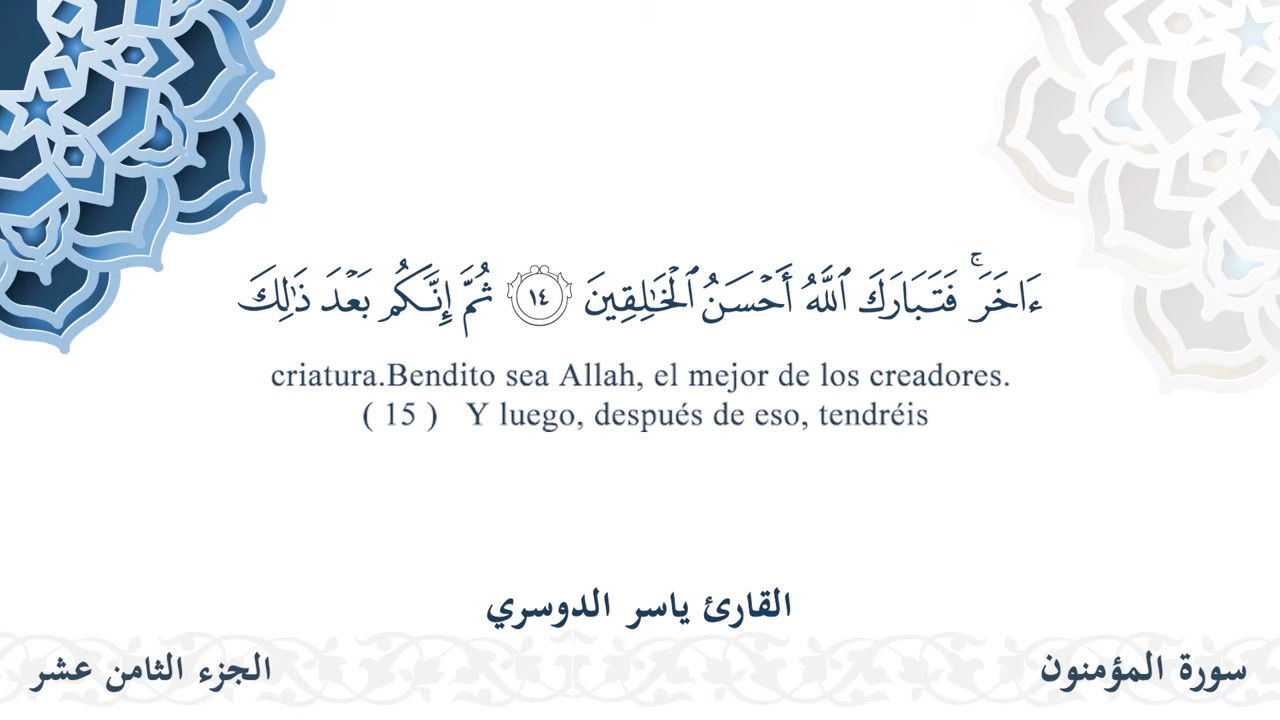 ءَاخَرَۚ فَتَبَارَكَ ٱللَّهُ أَحۡسَنُ ٱلۡخَٰلِقِينَ ١٤ ثُمَّ إِنَّكُم بَعۡدَ ذَٰلِكَ
criatura.Bendito sea Allah, el mejor de los creadores.
( 15 ) Y luego, después de eso, tendréis
القارئ ياسر الدوسري
سورة المؤمنون
الجزء الثامن عشر